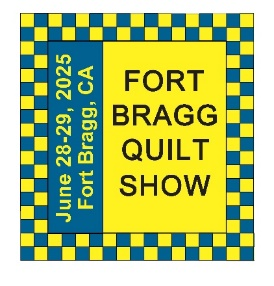 June 28-29, 2025
Fort Bragg, CA
FORT
BRAGG
QUILT
SHOW